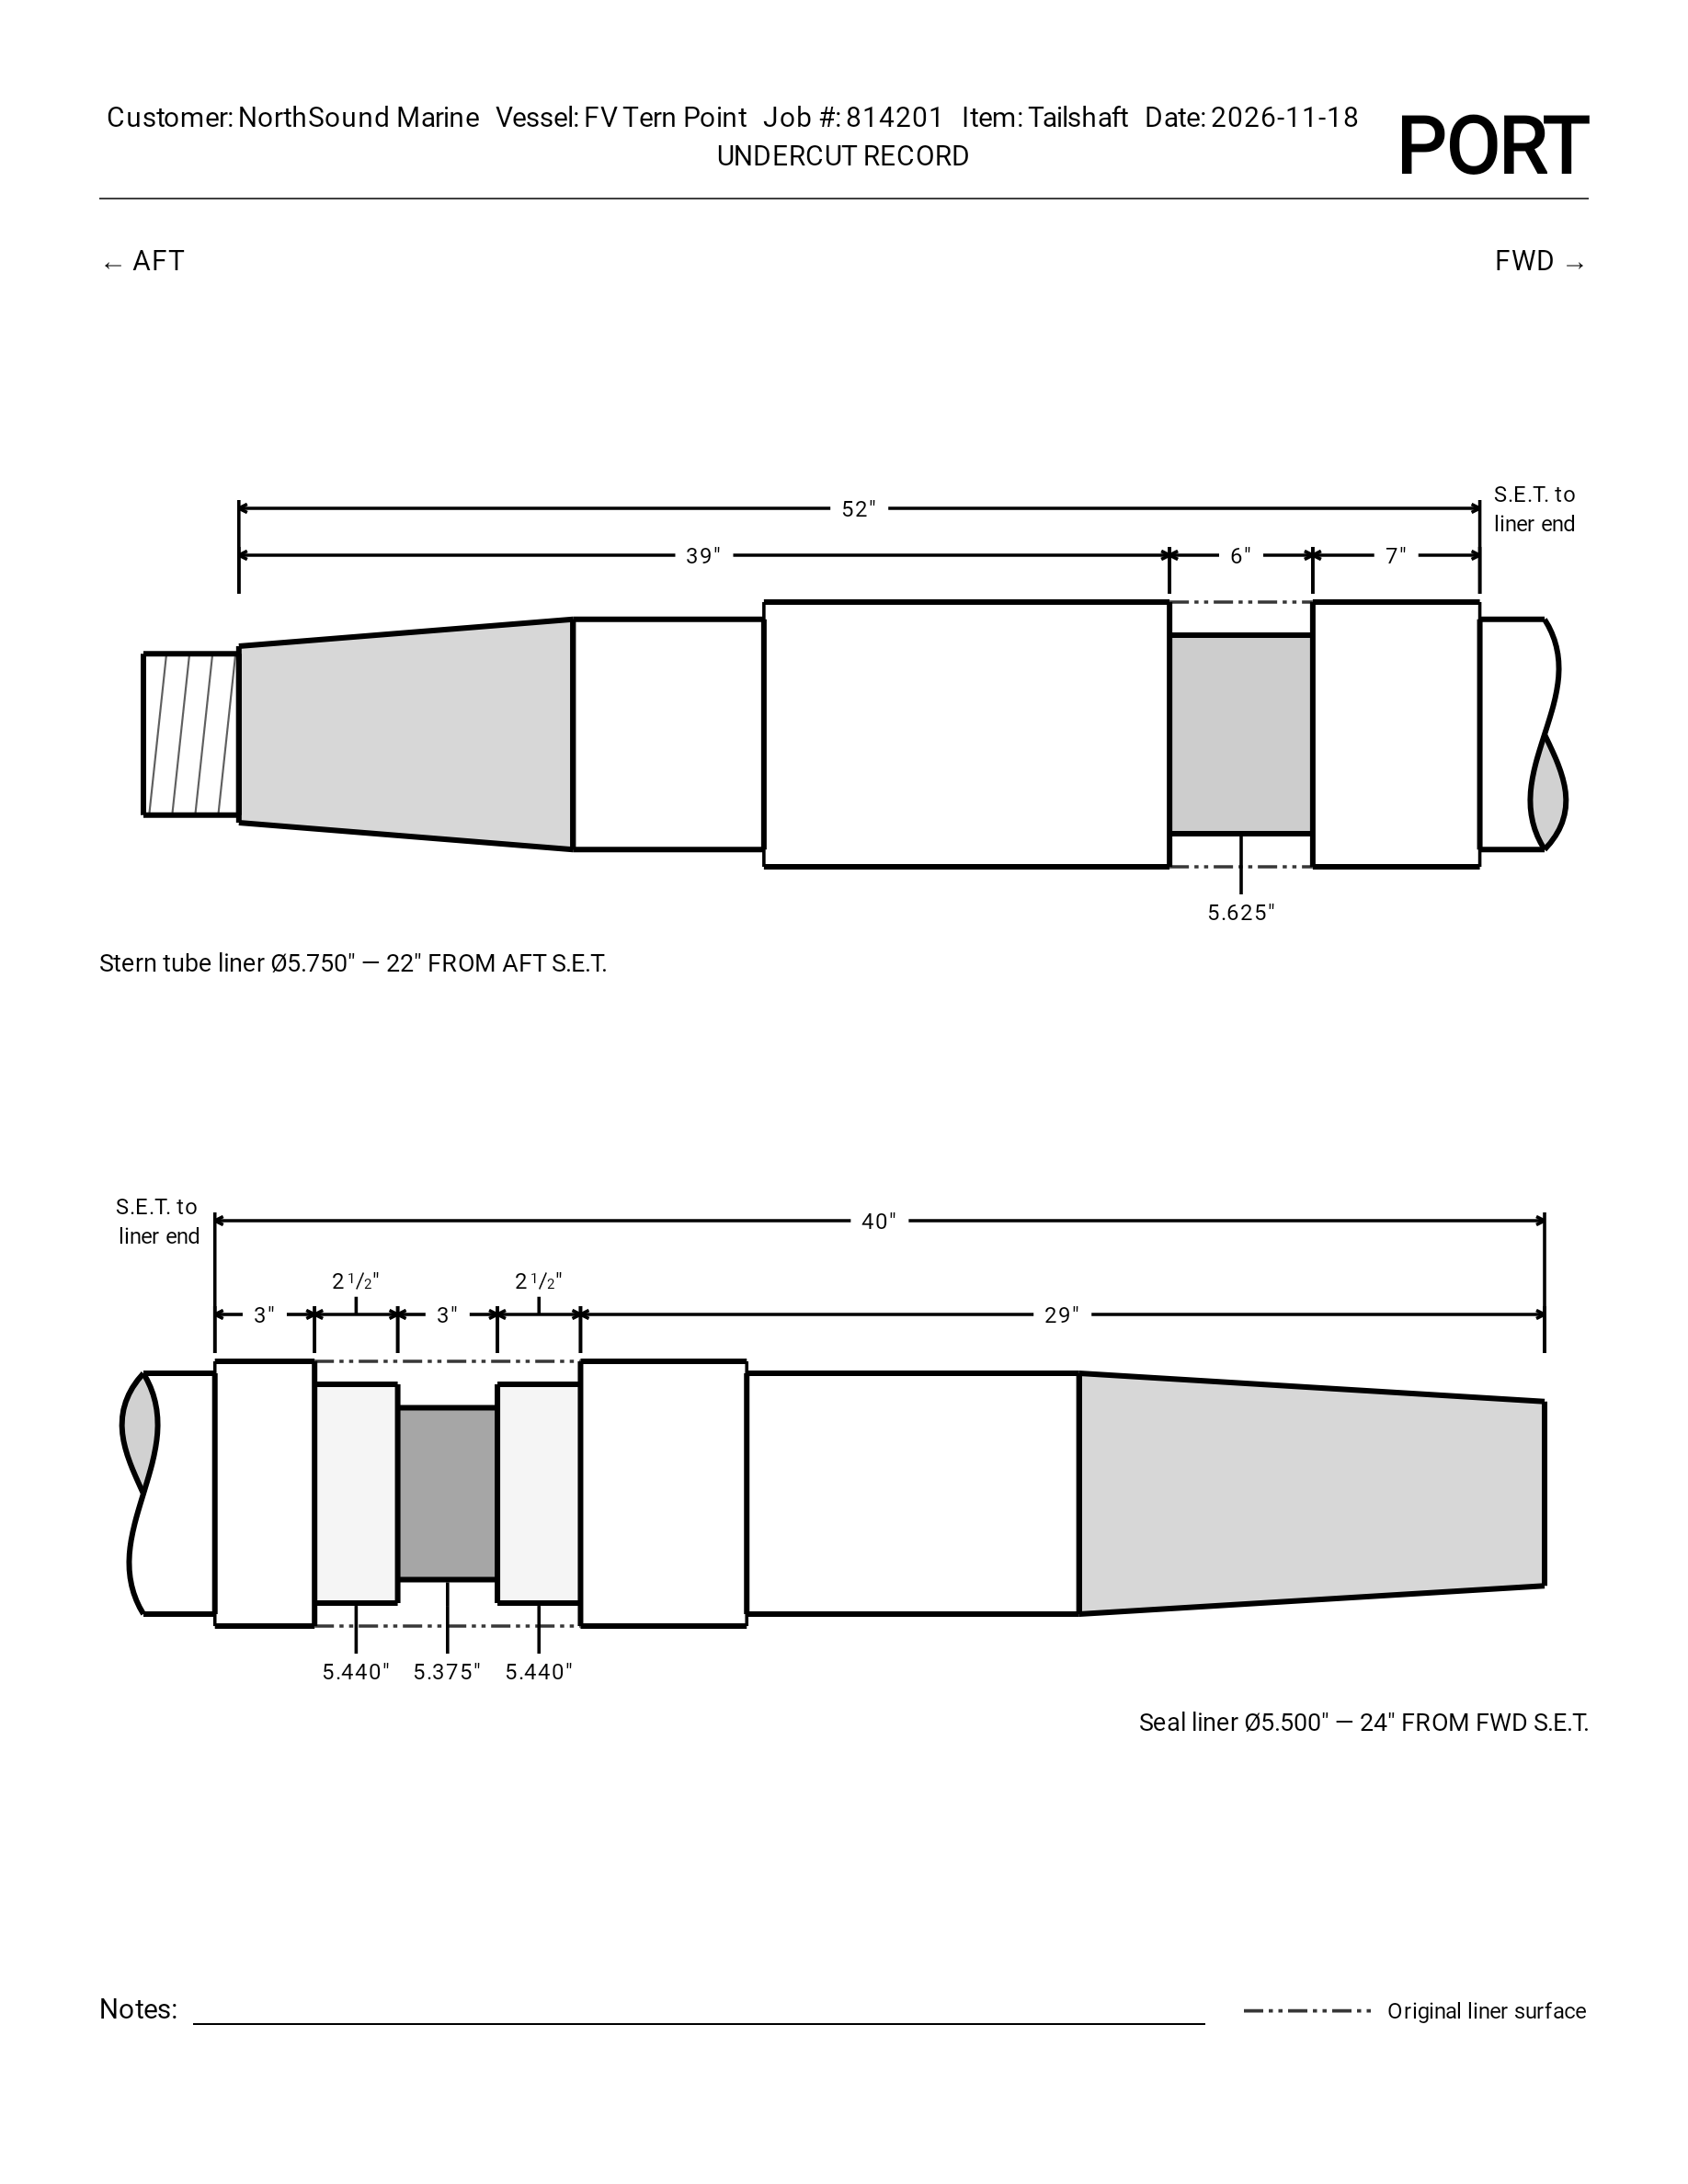 Customer: NorthSound Marine Vessel: FV Tern Point Job #: 814201 Item: Tailshaft Date: 2026-11-18
UNDERCUT RECORD
PORT
← AFT
FWD →
52"
S.E.T. to
liner end
39"
6"
7"
5.625"
Stern tube liner Ø5.750" — 22" FROM AFT S.E.T.
S.E.T. to
liner end
40"
2 1/2"
2 1/2"
3"
3"
29"
5.440"
5.375"
5.440"
Seal liner Ø5.500" — 24" FROM FWD S.E.T.
Notes:
Original liner surface